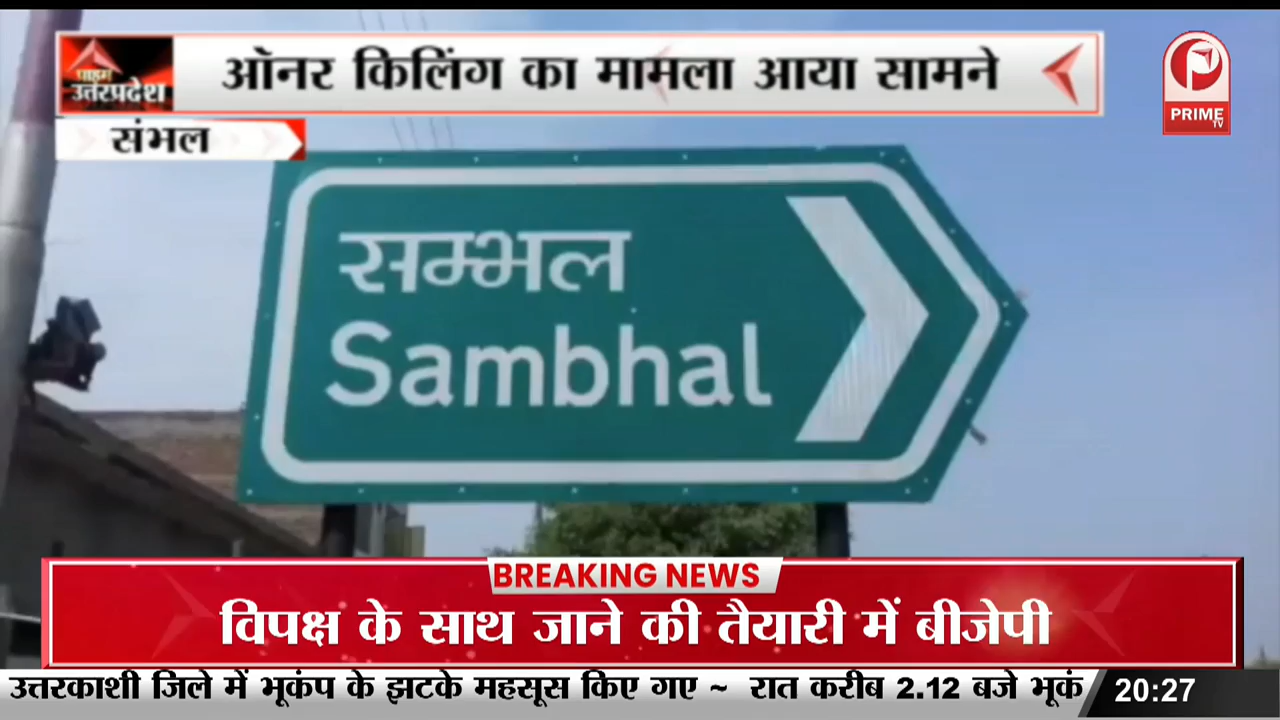 प्राइम
उत्तरप्रदेश
ऑनर किलिंग का मामला आया सामने
PRIME
TV
संभल
सम्भल
Sambhal
BREAKING NEWS
विपक्ष के साथ जाने की तैयारी में बीजेपी
उत्तरकाशी जिले में भूकंप के झटके महसूस किए गए ~ रात करीब 2.12 बजे भूकं
20:27